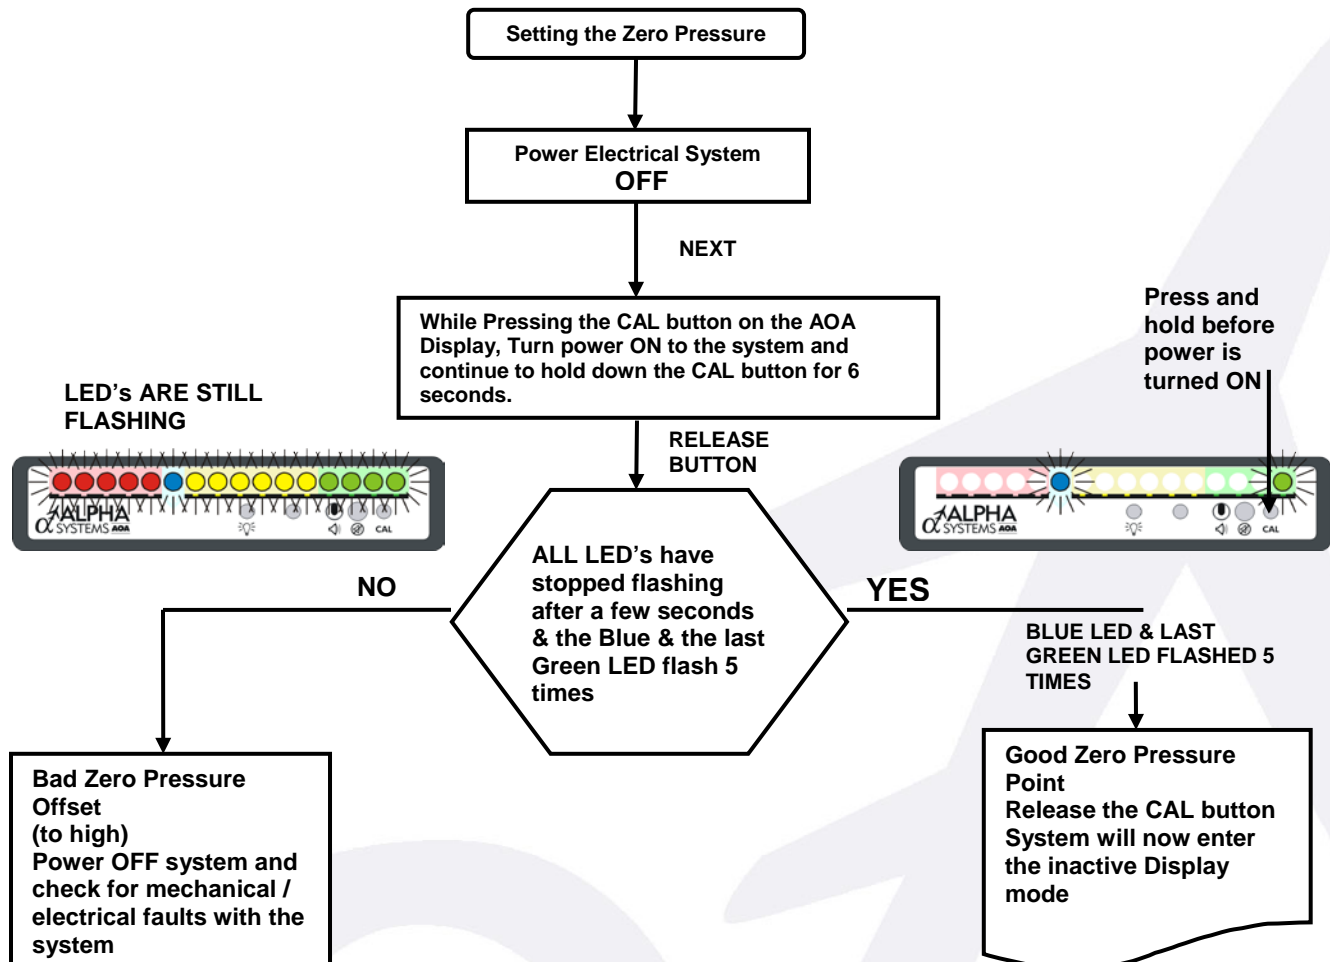 Setting the Zero Pressure
Power Electrical System
OFF
NEXT
While Pressing the CAL button on the AOA
Display, Turn power ON to the system and
continue to hold down the CAL button for 6
seconds.
Press and
hold before
power is
turned ON
LED's ARE STILL
FLASHING
RELEASE
BUTTON
ALPHA
SYSTEMS AOA
CAL
ALPHA
SYSTEMS AOA
CAL
ALL LED's have
stopped flashing
after a few seconds
& the Blue & the last
Green LED flash 5
times
NO
YES
BLUE LED & LAST
GREEN LED FLASHED 5
TIMES
Bad Zero Pressure
Offset
(to high)
Power OFF system and
check for mechanical /
electrical faults with the
system
Good Zero Pressure
Point
Release the CAL button
System will now enter
the inactive Display
mode